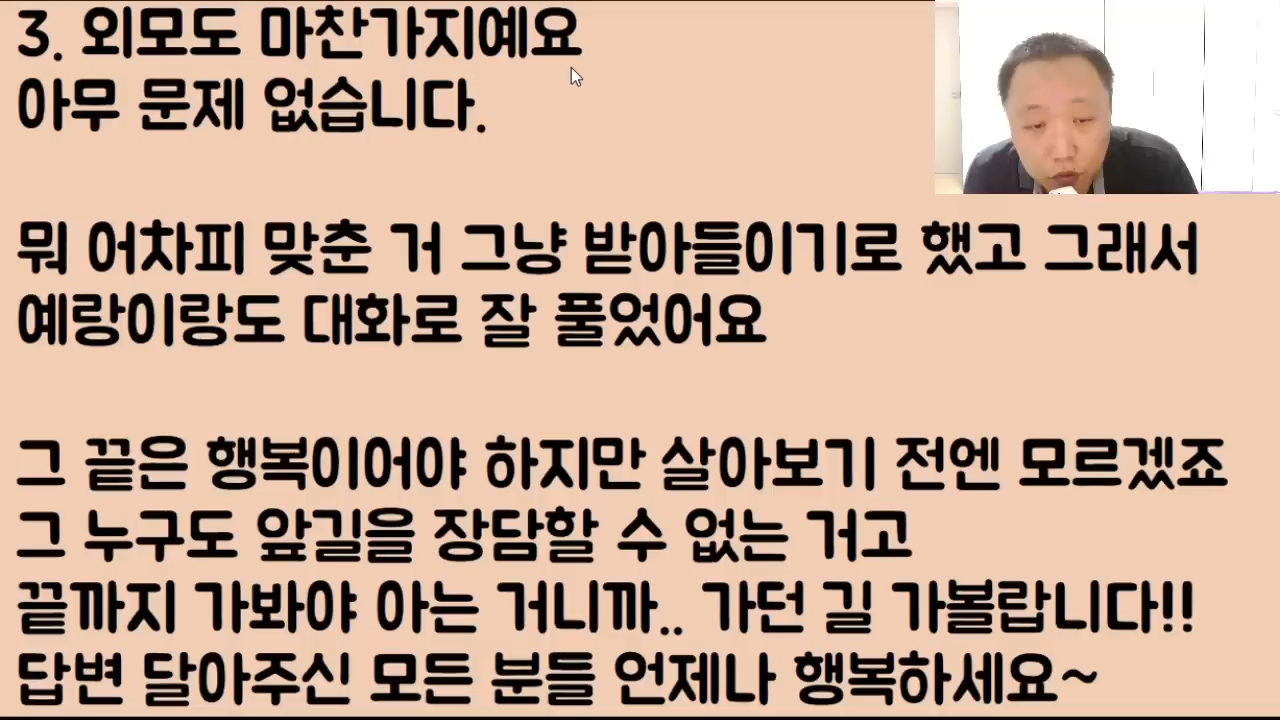 3. 외모도 마찬가지예요
아무 문제 없습니다.
뭐 어차피 맞춘 거 그냥 받아들이기로 했고 그래서
예랑이랑도 대화로 잘 풀었어요
그 끝은 행복이어야 하지만 살아보기 전엔 모르겠죠
그 누구도 앞길을 장담할 수 없는 거고
끝까지 가봐야 아는 거니까.. 가던 길 가볼랍니다!!
답변 달아주신 모든 분들 언제나 행복하세요~